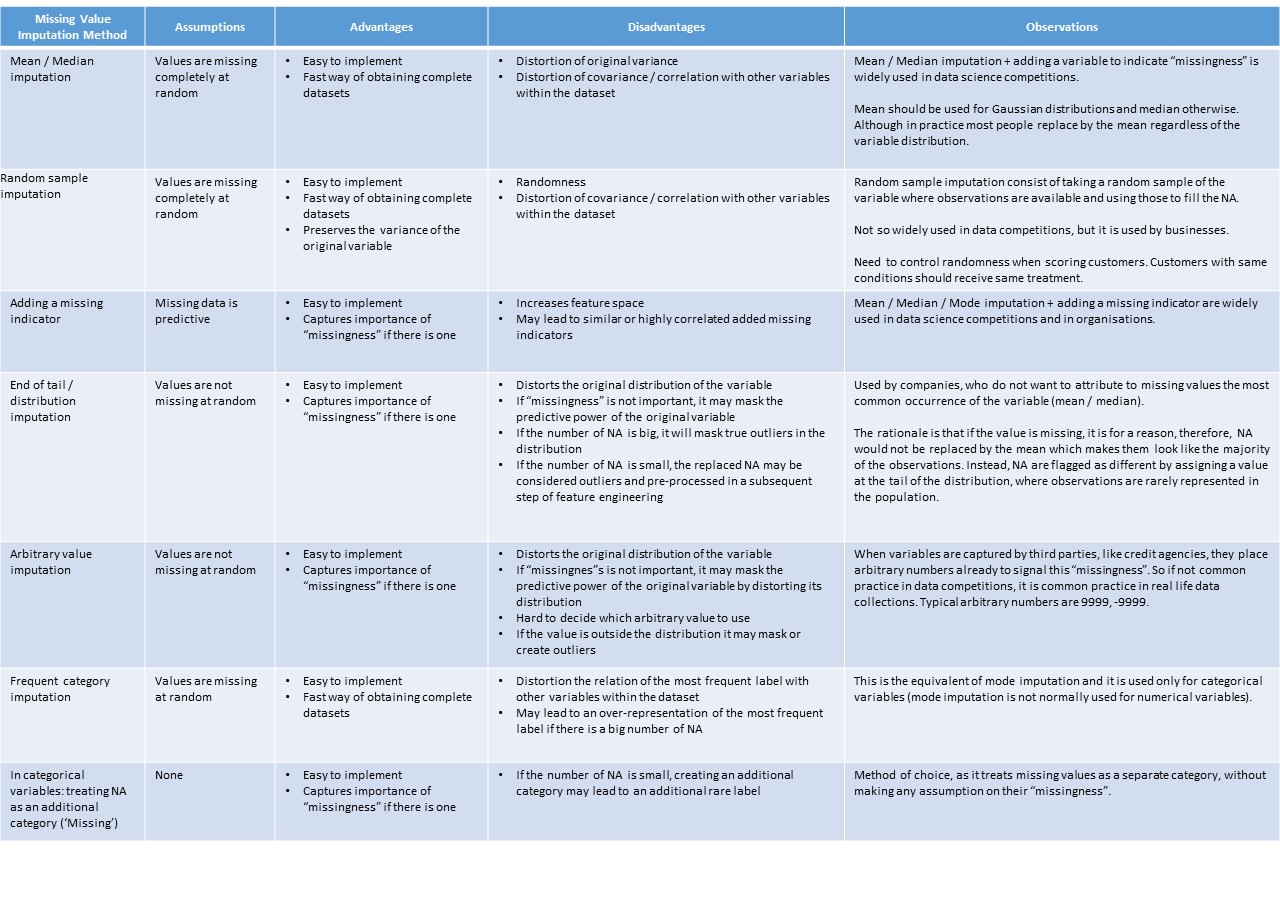 Missing Value
Imputation Method
Assumptions
Advantages
Disadvantages
Observations
Mean / Median
imputation
Values are missing
completely at
random
• Easy to implement
• Fast way of obtaining complete
datasets
• Distortion of original variance
• Distortion of covariance / correlation with other variables
within the dataset
Mean / Median imputation + adding a variable to indicate “missingness” is
widely used in data science competitions.
Mean should be used for Gaussian distributions and median otherwise.
Although in practice most people replace by the mean regardless of the
variable distribution.
Random sample
imputation
Values are missing
completely at
random
• Easy to implement
• Fast way of obtaining complete
datasets
• Preserves the variance of the
original variable
• Randomness
• Distortion of covariance / correlation with other variables
within the dataset
Random sample imputation consist of taking a random sample of the
variable where observations are available and using those to fill the NA.
Not so widely used in data competitions, but it is used by businesses.
Need to control randomness when scoring customers. Customers with same
conditions should receive same treatment.
Adding a missing
indicator
Missing data is
predictive
• Easy to implement
• Captures importance of
“missingness” if there is one
• Increases feature space
• May lead to similar or highly correlated added missing
indicators
Mean / Median / Mode imputation + adding a missing indicator are widely
used in data science competitions and in organisations.
End of tail /
distribution
imputation
Values are not
missing at random
• Easy to implement
• Captures importance of
“missingness” if there is one
• Distorts the original distribution of the variable
• If “missingness” is not important, it may mask the
predictive power of the original variable
• If the number of NA is big, it will mask true outliers in the
distribution
• If the number of NA is small, the replaced NA may be
considered outliers and pre-processed in a subsequent
step of feature engineering
Used by companies, who do not want to attribute to missing values the most
common occurrence of the variable (mean / median).
The rationale is that if the value is missing, it is for a reason, therefore, NA
would not be replaced by the mean which makes them look like the majority
of the observations. Instead, NA are flagged as different by assigning a value
at the tail of the distribution, where observations are rarely represented in
the population.
Arbitrary value
imputation
Values are not
missing at random
• Easy to implement
• Captures importance of
“missingness” if there is one
• Distorts the original distribution of the variable
• If “missingnes”s is not important, it may mask the
predictive power of the original variable by distorting its
distribution
• Hard to decide which arbitrary value to use
• If the value is outside the distribution it may mask or
create outliers
When variables are captured by third parties, like credit agencies, they place
arbitrary numbers already to signal this “missingness”. So if not common
practice in data competitions, it is common practice in real life data
collections. Typical arbitrary numbers are 9999, -9999.
Frequent category
imputation
Values are missing
at random
• Easy to implement
• Fast way of obtaining complete
datasets
• Distortion the relation of the most frequent label with
other variables within the dataset
• May lead to an over-representation of the most frequent
label if there is a big number of NA
This is the equivalent of mode imputation and it is used only for categorical
variables (mode imputation is not normally used for numerical variables).
In categorical
variables: treating NA
as an additional
category (‘Missing’)
None
• Easy to implement
• Captures importance of
“missingness” if there is one
• If the number of NA is small, creating an additional
category may lead to an additional rare label
Method of choice, as it treats missing values as a separate category, without
making any assumption on their “missingness”.